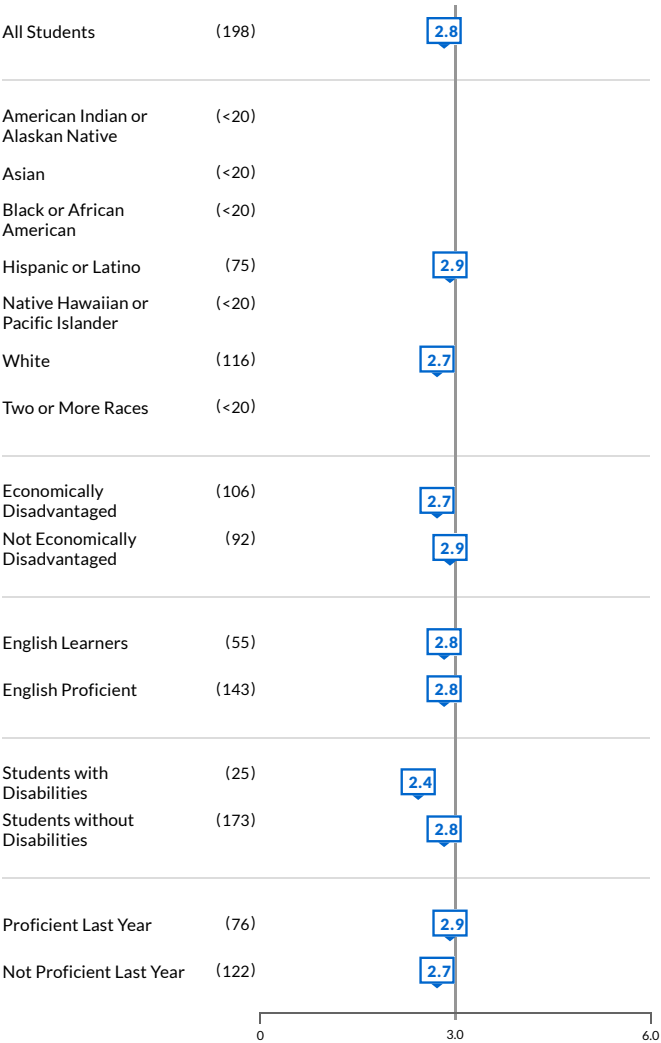 All Students (198) 2.8
American Indian or (<20)
Alaskan Native
Asian (<20)
Black or African (<20)
American
Hispanic or Latino (75) 2.9
Native Hawaiian or (<20)
Pacific Islander
White (116) 2.7
Two or More Races (<20)
Economically (106) 2.7
Disadvantaged
Not Economically (92) 2.9
Disadvantaged
English Learners (55) 2.8
English Proficient (143) 2.8
Students with (25) 2.4
Disabilities
Students without (173) 2.8
Disabilities
Proficient Last Year (76) 2.9
Not Proficient Last Year (122) 2.7
0 3.0 6.0